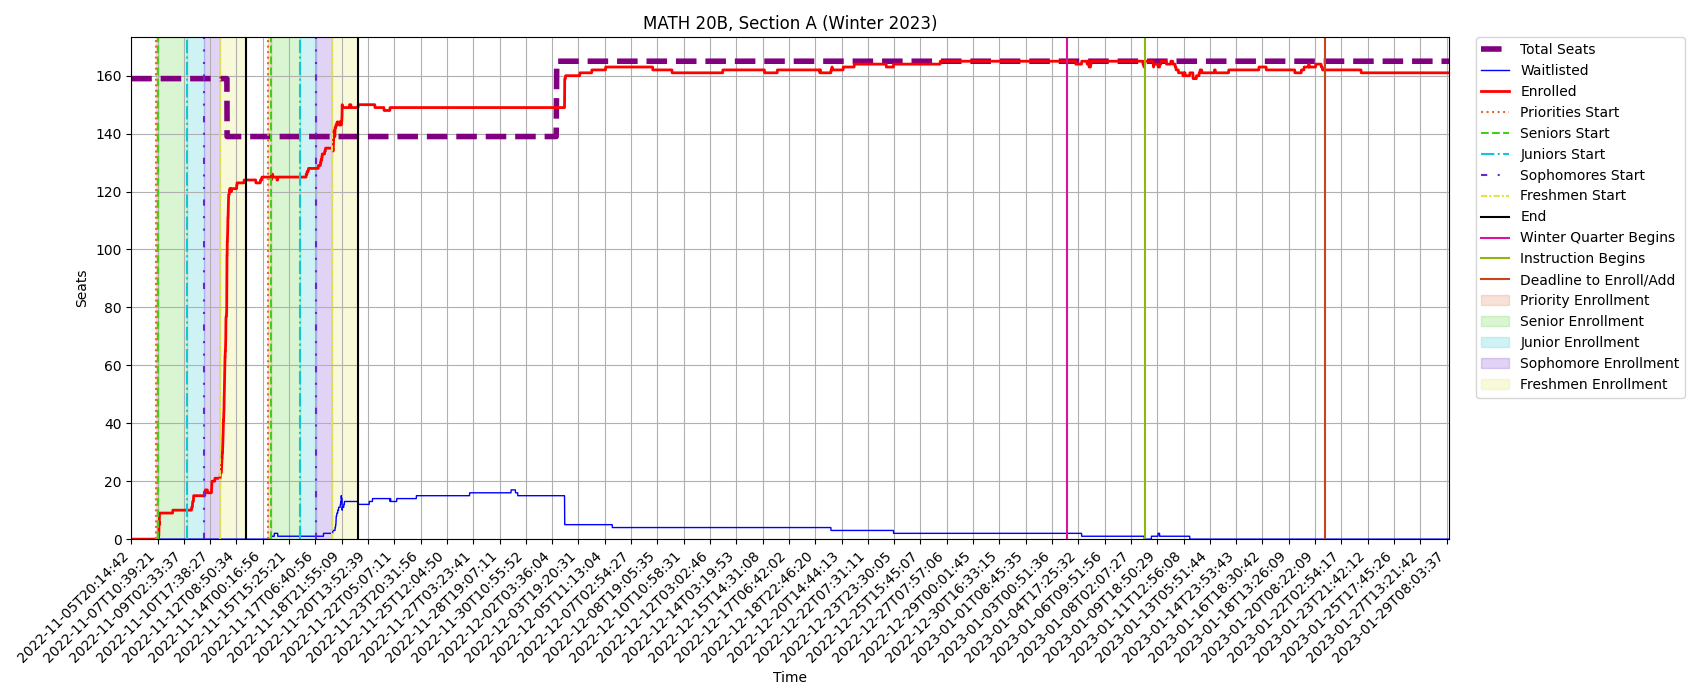 MATH 20B, Section A (Winter 2023)
Seats
160
140
120
100
80
60
40
20
0
2022-11-05T20:14:42
2022-11-07T10:39:21
2022-11-09T02:33:37
2022-11-10T17:38:27
2022-11-12T08:50:34
2022-11-14T00:16:56
2022-11-15T15:25:21
2022-11-17T06:40:56
2022-11-18T21:55:09
2022-11-20T13:52:39
2022-11-22T05:07:11
2022-11-23T20:31:56
2022-11-25T12:04:50
2022-11-27T03:23:41
2022-11-28T19:07:11
2022-11-30T10:55:52
2022-12-02T03:36:04
2022-12-03T19:20:31
2022-12-05T11:13:04
2022-12-07T02:54:27
2022-12-08T19:05:35
2022-12-10T10:58:31
2022-12-12T03:02:46
2022-12-14T03:19:53
2022-12-15T14:31:08
2022-12-17T06:42:02
2022-12-18T22:46:20
2022-12-20T14:44:13
2022-12-22T07:31:11
2022-12-23T23:30:05
2022-12-25T15:45:07
2022-12-27T07:57:06
2022-12-29T00:01:45
2022-12-30T16:33:15
2023-01-01T08:45:35
2023-01-03T00:51:36
2023-01-04T17:25:32
2023-01-06T09:51:56
2023-01-08T02:07:27
2023-01-09T18:50:29
2023-01-11T12:56:08
2023-01-13T05:51:44
2023-01-14T23:53:43
2023-01-16T18:30:42
2023-01-18T13:26:09
2023-01-20T08:22:09
2023-01-22T02:54:17
2023-01-23T21:42:12
2023-01-25T17:45:26
2023-01-27T13:21:42
2023-01-29T08:03:37
Time
Total Seats
Waitlisted
Enrolled
Priorities Start
Seniors Start
Juniors Start
Sophomores Start
Freshmen Start
End
Winter Quarter Begins
Instruction Begins
Deadline to Enroll/Add
Priority Enrollment
Senior Enrollment
Junior Enrollment
Sophomore Enrollment
Freshmen Enrollment